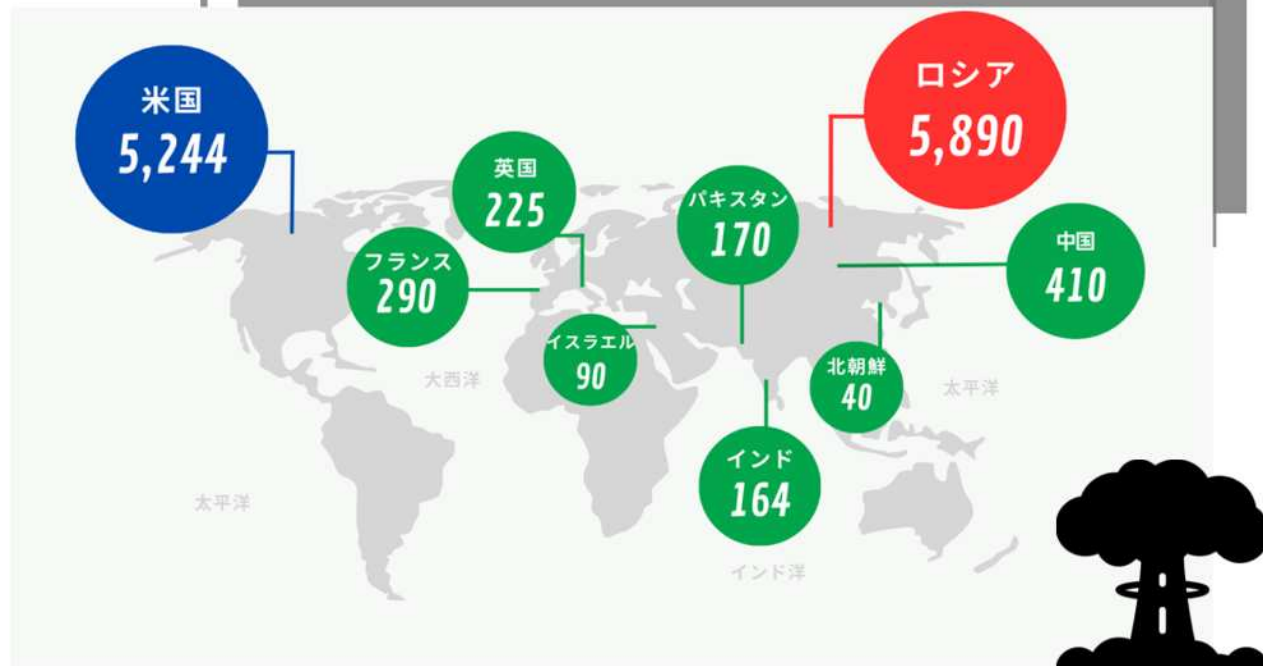 米国
5,244
ロシア
5,890
英国
225
パキスタン
170
フランス
290
中国
410
イスラエル
90
北朝鮮
40
大西洋
太平洋
インド
164
太平洋
インド洋